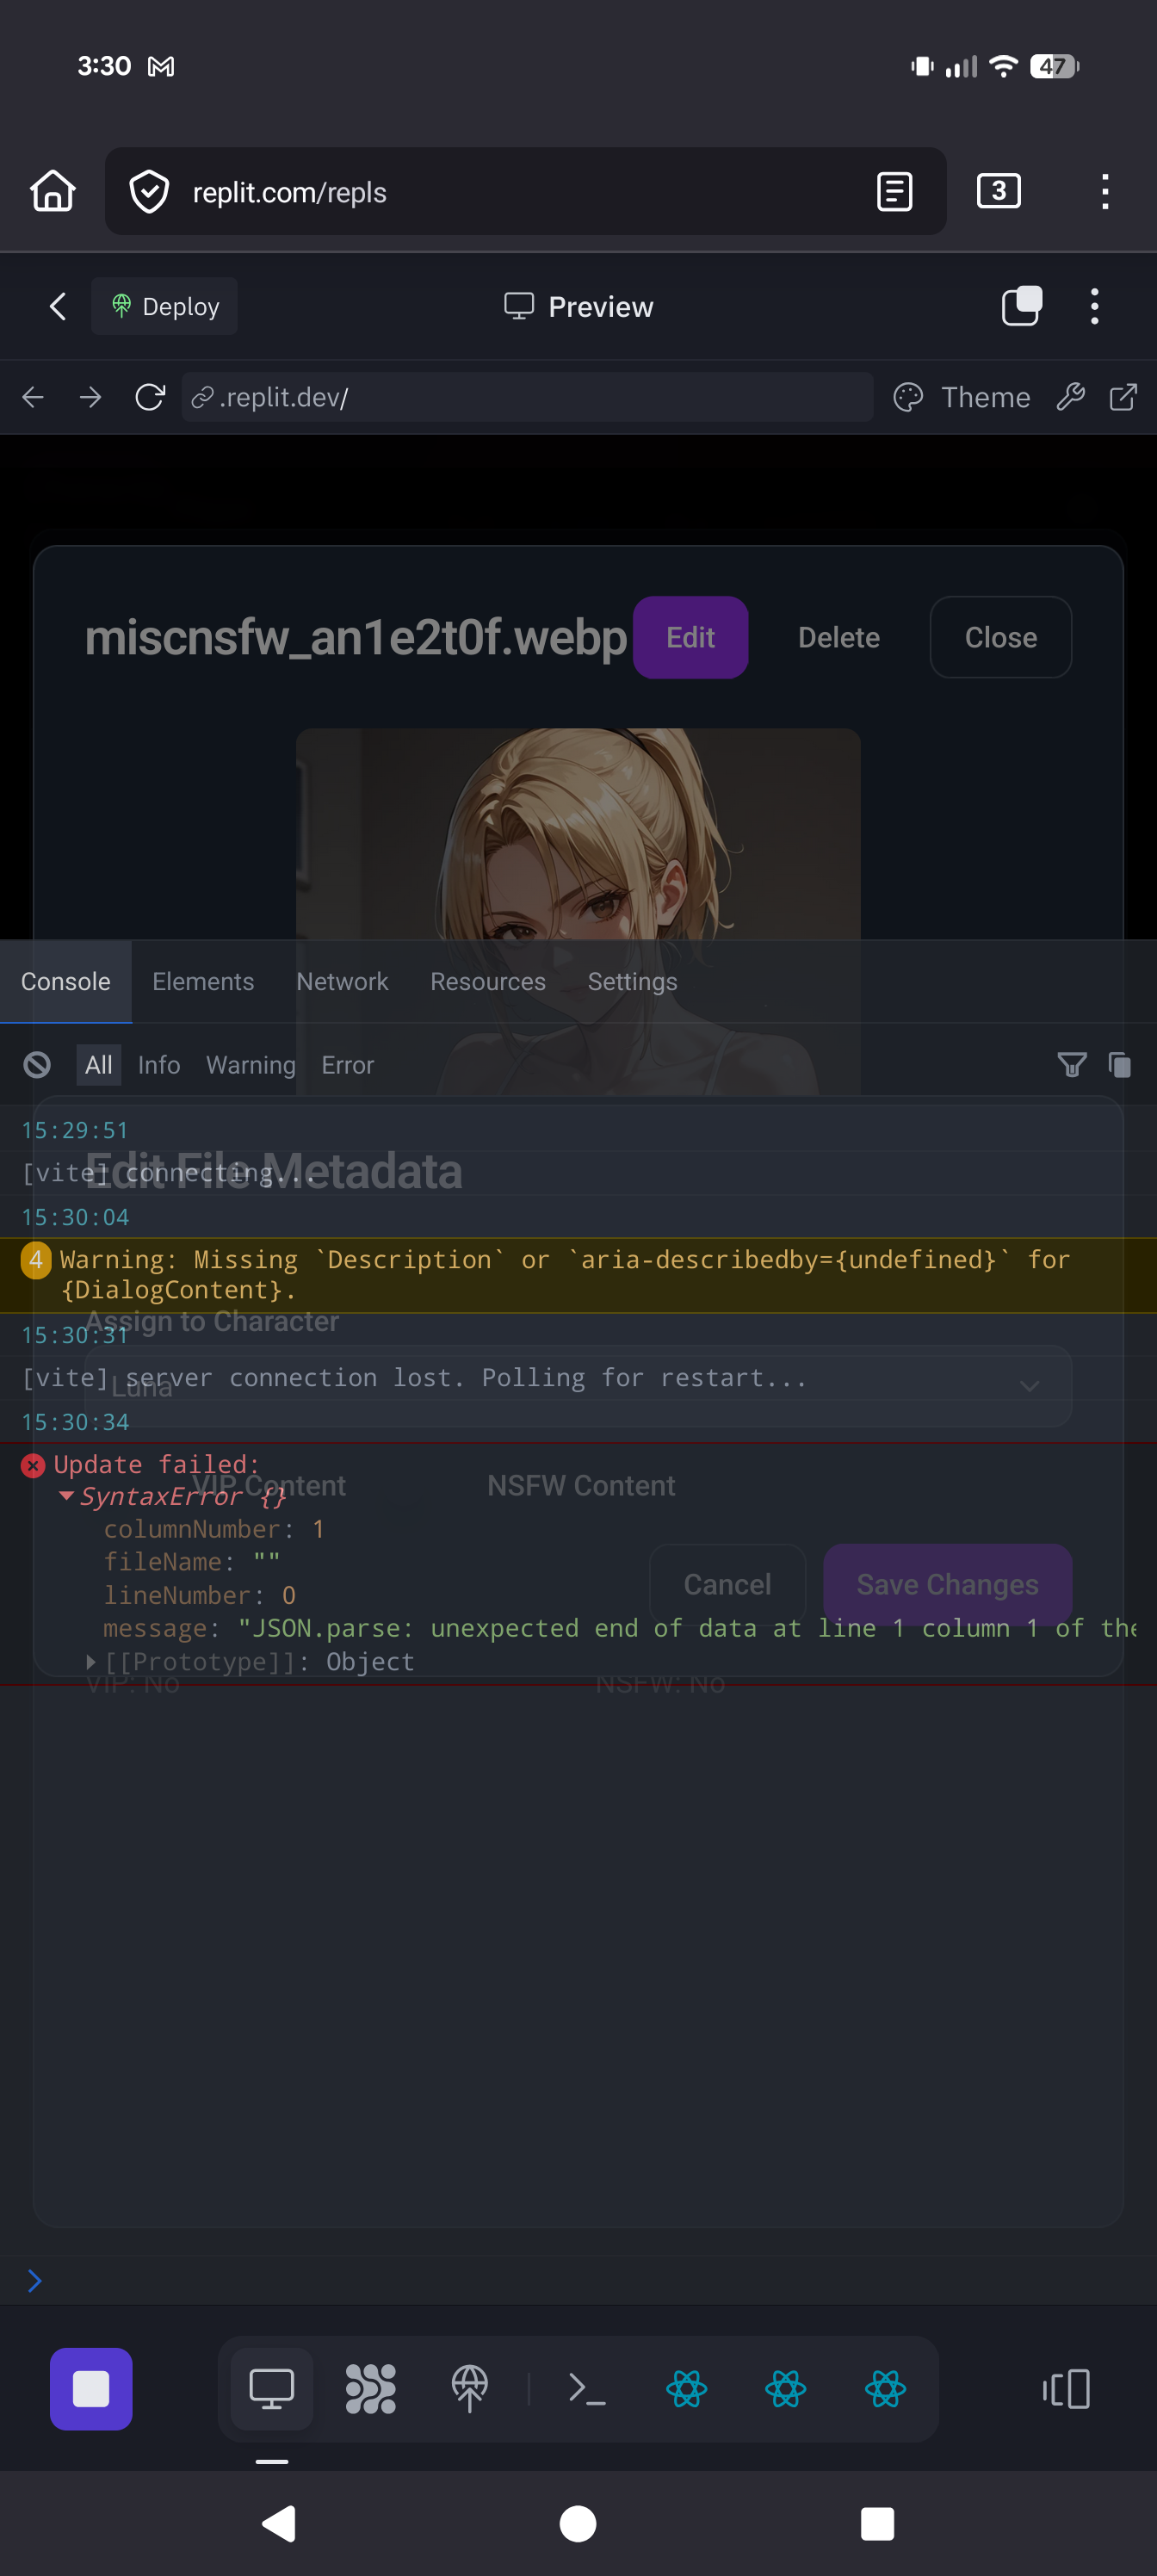 3:30
47
replit.com/repls
3
Deploy
Preview
.replit.dev/
Theme
miscnsfw_an1e2t0f.webp
Edit
Delete
Close
Console
Elements
Network
Resources
Settings
All
Info
Warning
Error
15:29:51
[vite] connecting...
Edit File Metadata
15:30:04
4
Warning: Missing `Description` or `aria-describedby={undefined}` for
{DialogContent}.
Assign to Character
15:30:31
[vite] server connection lost. Polling for restart...
Luna
15:30:34
Update failed:
VIP Content
NSFW Content
SyntaxError {}
columnNumber: 1
fileName: ""
lineNumber: 0
Cancel
Save Changes
message: "JSON.parse: unexpected end of data at line 1 column 1 of the
[[Prototype]]: Object
VIP: No
NSFW: No